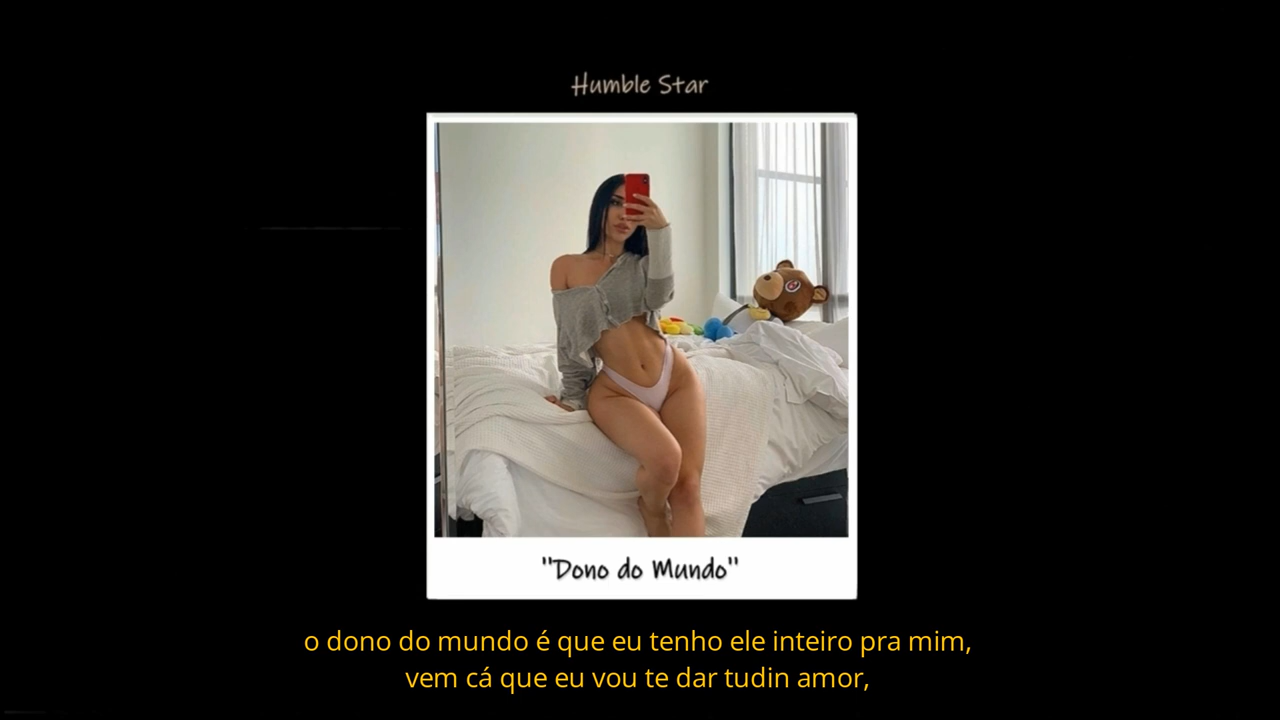 Humble Star
"Dono do Mundo"
o dono do mundo é que eu tenho ele inteiro pra mim,
vem cá que eu vou te dar tudin amor,